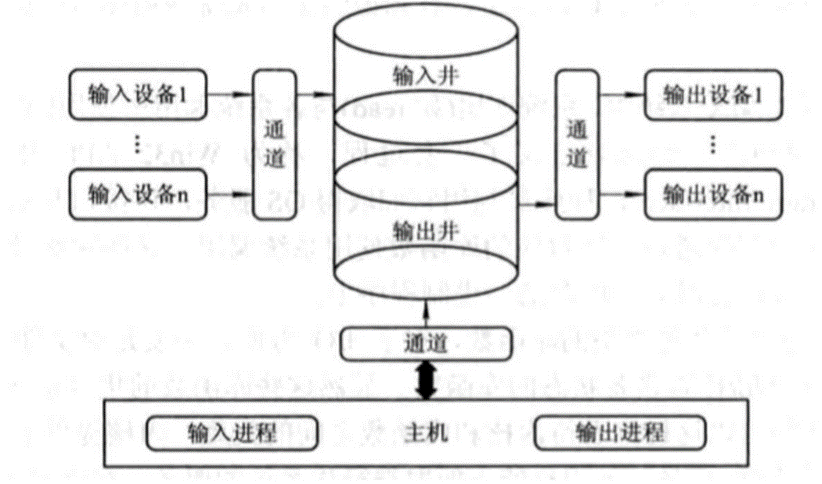 输入井
输入设备1
通道
通道
输出设备1
...
...
输入设备n
输出井
输出设备n
通道
输入进程
主机
输出进程